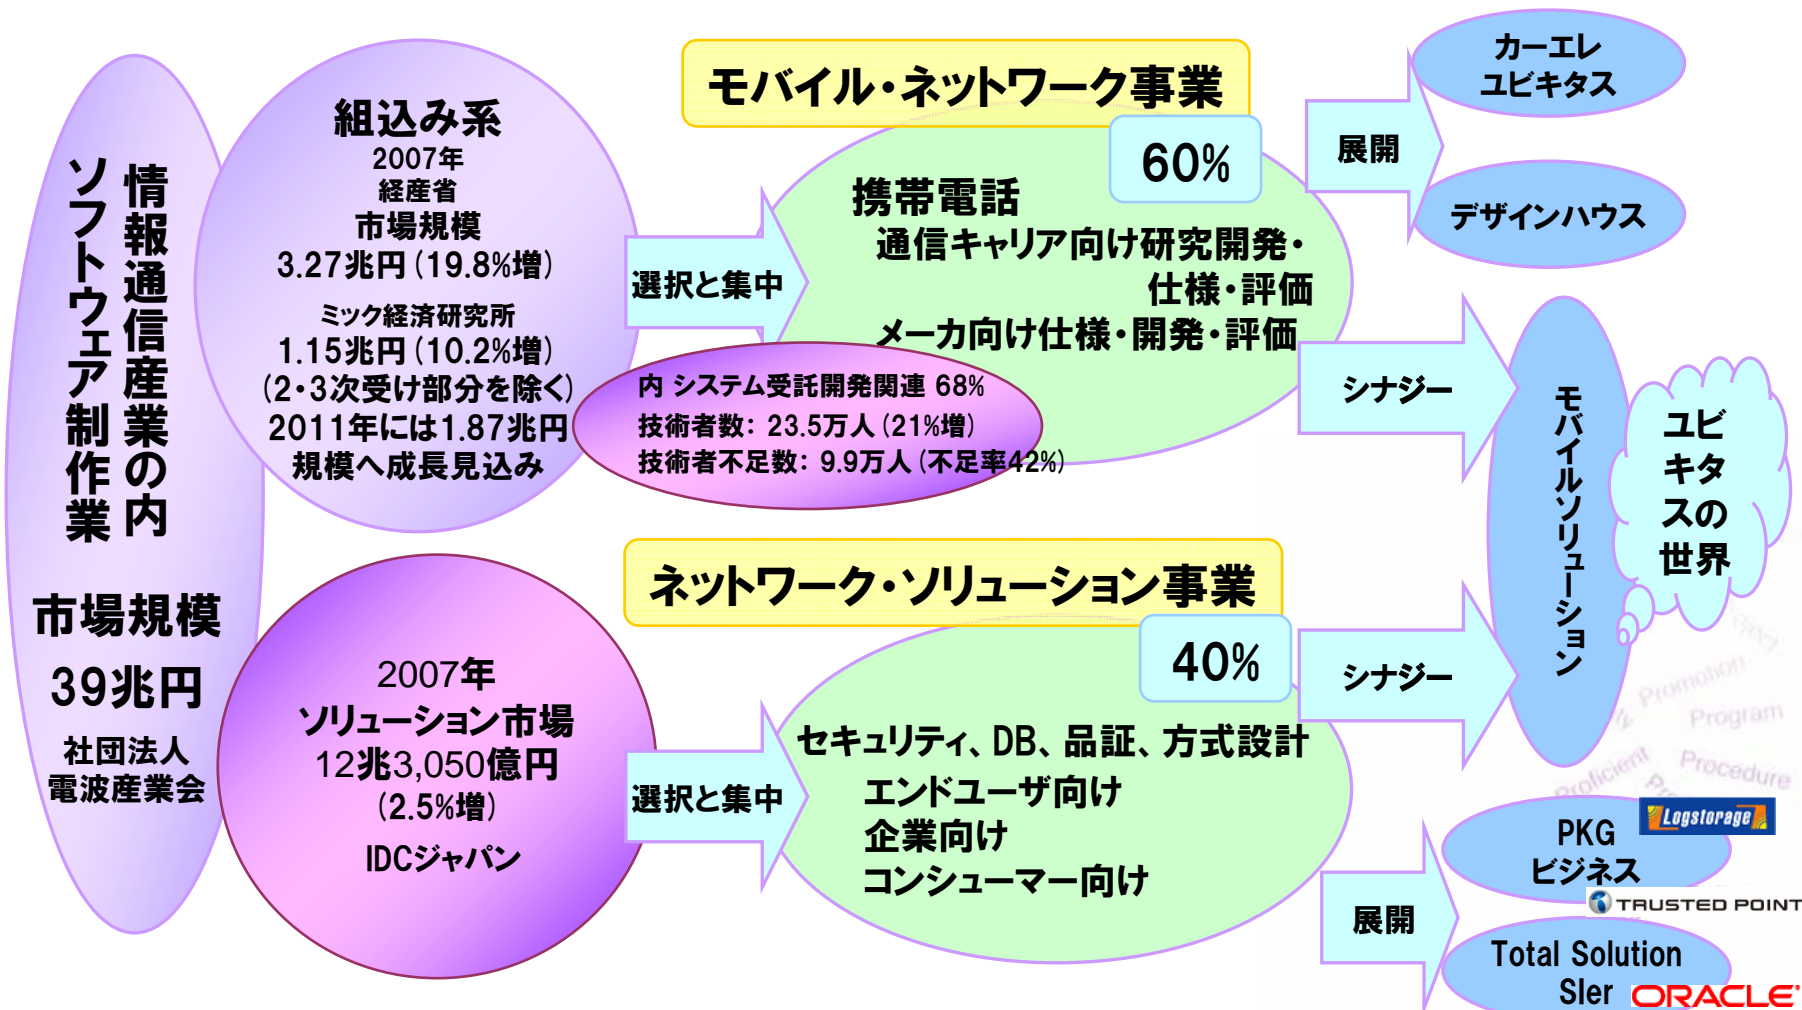 情報通信産業の内
ソフトウェア制作業
市場規模
39兆円
社団法人
電波産業会
組込み系
2007年
経産省
市場規模
3.27兆円(19.8%増)
ミック経済研究所
1.15兆円(10.2%増)
(2・3次受け部分を除く)
2011年には1.87兆円
規模へ成長見込み
内 システム受託開発関連 68%
技術者数: 23.5万人(21%増)
技術者不足数: 9.9万人(不足率42%)
2007年
ソリューション市場
12兆3,050億円
(2.5%増)
IDCジャパン
選択と集中
選択と集中
モバイル・ネットワーク事業
60%
携帯電話
通信キャリア向け研究開発・
仕様・評価
メーカ向け仕様・開発・評価
ネットワーク・ソリューション事業
40%
セキュリティ、DB、品証、方式設計
エンドユーザ向け
企業向け
コンシューマー向け
展開
カーエレ
ユビキタス
デザインハウス
シナジー
シナジー
モバイルソリューション
ユビ
キタ
スの
世界
Promotion
Program
Proficient
Procedure
展開
PKG
ビジネス
Logstorage
TRUSTED POINT
Total Solution
SIer
ORACLE